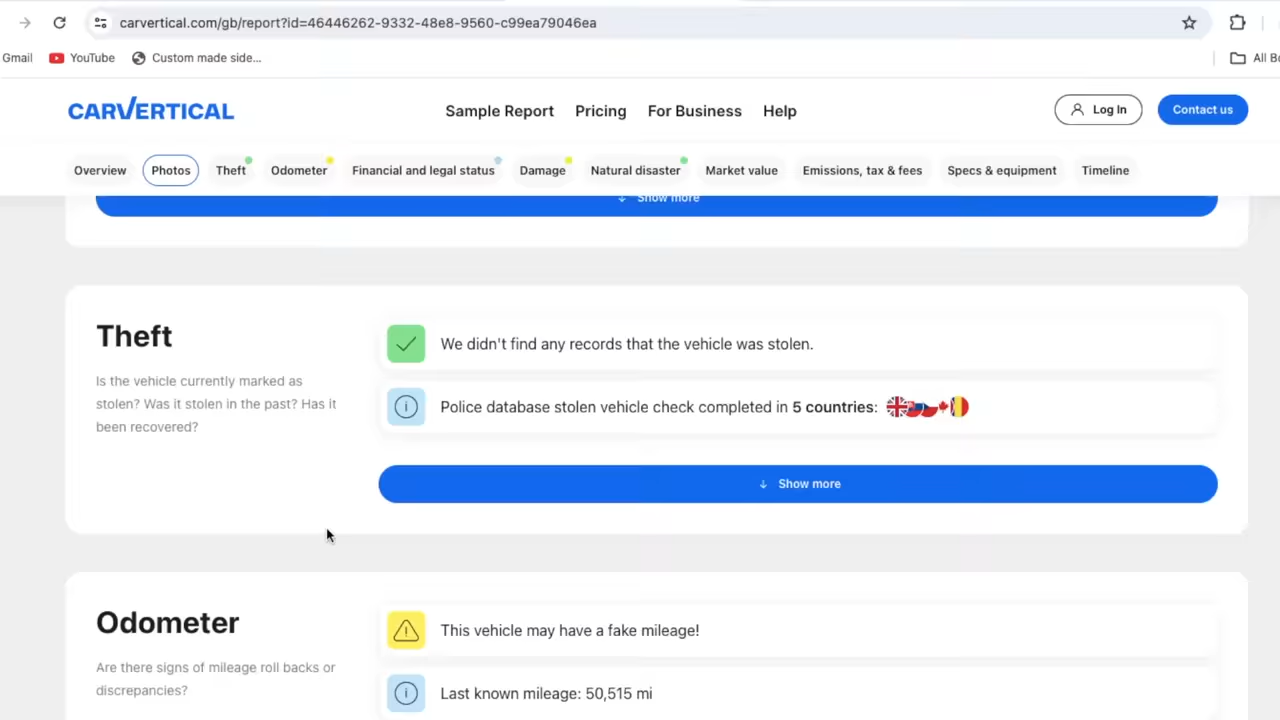 carvertical.com/gb/report?id=46446262-9332-48e8-9560-c99ea79046ea
Gmail YouTube Custom made side... All Bo
CARVERTICAL Sample Report Pricing For Business Help Log In Contact us
Overview Photos Theft Odometer Financial and legal status Damage Natural disaster Market value Emissions, tax & fees Specs & equipment Timeline
Show more
Theft
Is the vehicle currently marked as
stolen? Was it stolen in the past? Has it
been recovered?
We didn't find any records that the vehicle was stolen.
Police database stolen vehicle check completed in 5 countries:
Show more
Odometer
Are there signs of mileage roll backs or
discrepancies?
This vehicle may have a fake mileage!
Last known mileage: 50,515 mi